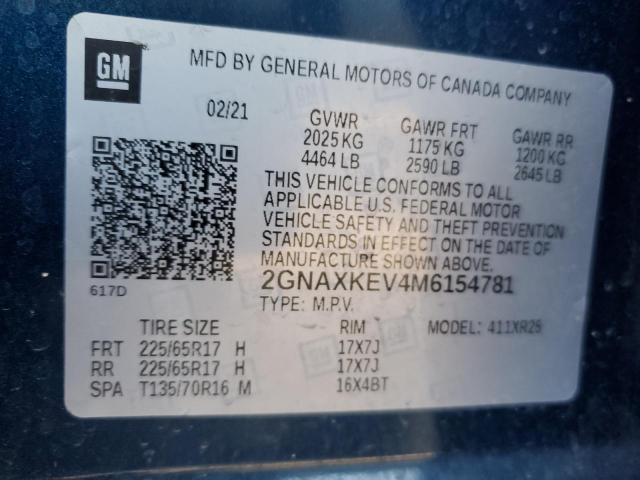 GM
MFD BY GENERAL MOTORS OF CANADA COMPANY
02/21 GVWR GAWR FRT GAWR RR
2025 KG 1175 KG 1200 KG
4464 LB 2590 LB 2645 LB
THIS VEHICLE CONFORMS TO ALL
APPLICABLE U.S. FEDERAL MOTOR
VEHICLE SAFETY AND THEFT PREVENTION
STANDARDS IN EFFECT ON THE DATE OF
MANUFACTURE SHOWN ABOVE.
617D 2GNAXKEV4M6154781
TYPE: M.P.V.
TIRE SIZE RIM MODEL: 411XR26
FRT 225/65R17 H 17X7J
RR 225/65R17 H 17X7J
SPA T135/70R16 M 16X4BT